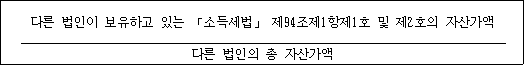 다른 법인이 보유하고 있는 「소득세법」 제94조제1항제1호 및 제2호의 자산가액
다른 법인의 총 자산가액